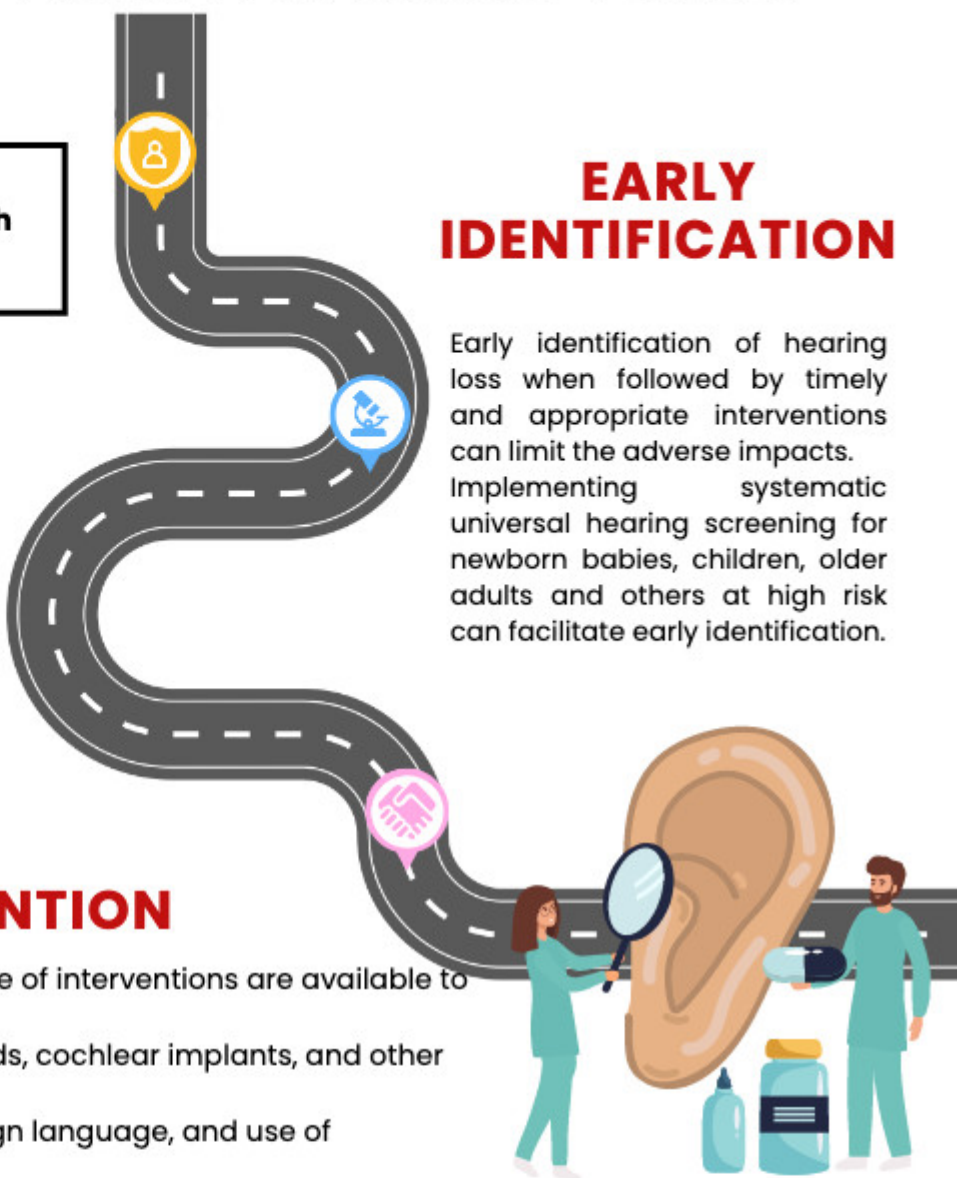 h
EARLY
IDENTIFICATION
Early identification of hearing
loss when followed by timely
and appropriate interventions
can limit the adverse impacts.
Implementing systematic
universal hearing screening for
newborn babies, children, older
adults and others at high risk
can facilitate early identification.
NTION
e of interventions are available to
ds, cochlear implants, and other
gn language, and use of